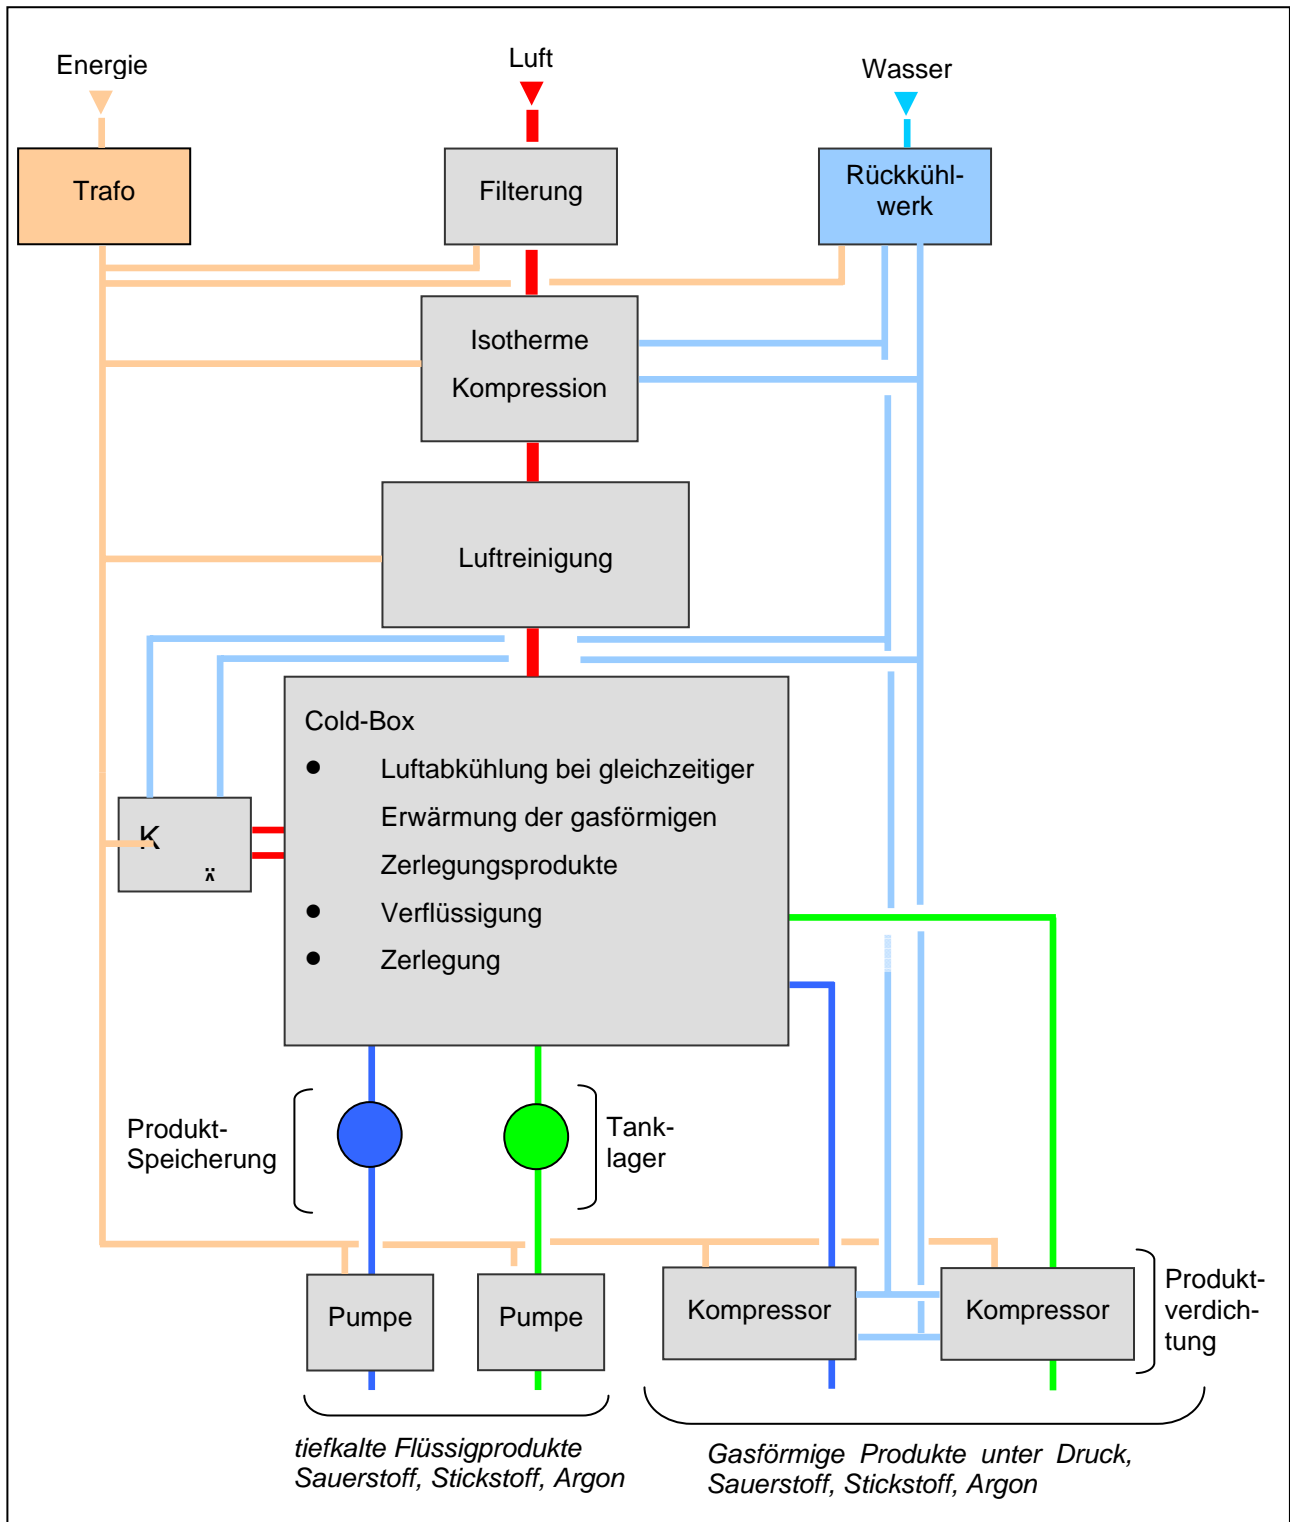 Energie
Luft
Wasser
Trafo
Filterung
Rückkühl-
werk
Isotherme
Kompression
Luftreinigung
Cold-Box
● Luftabkühlung bei gleichzeitiger
Erwärmung der gasförmigen
Zerlegungsprodukte
● Verflüssigung
● Zerlegung
K
Produkt-
Speicherung
Tank-
lager
Pumpe
Pumpe
Kompressor
Kompressor
Produkt-
verdich-
tung
tiefkalte Flüssigprodukte
Sauerstoff, Stickstoff, Argon
Gasförmige Produkte unter Druck,
Sauerstoff, Stickstoff, Argon